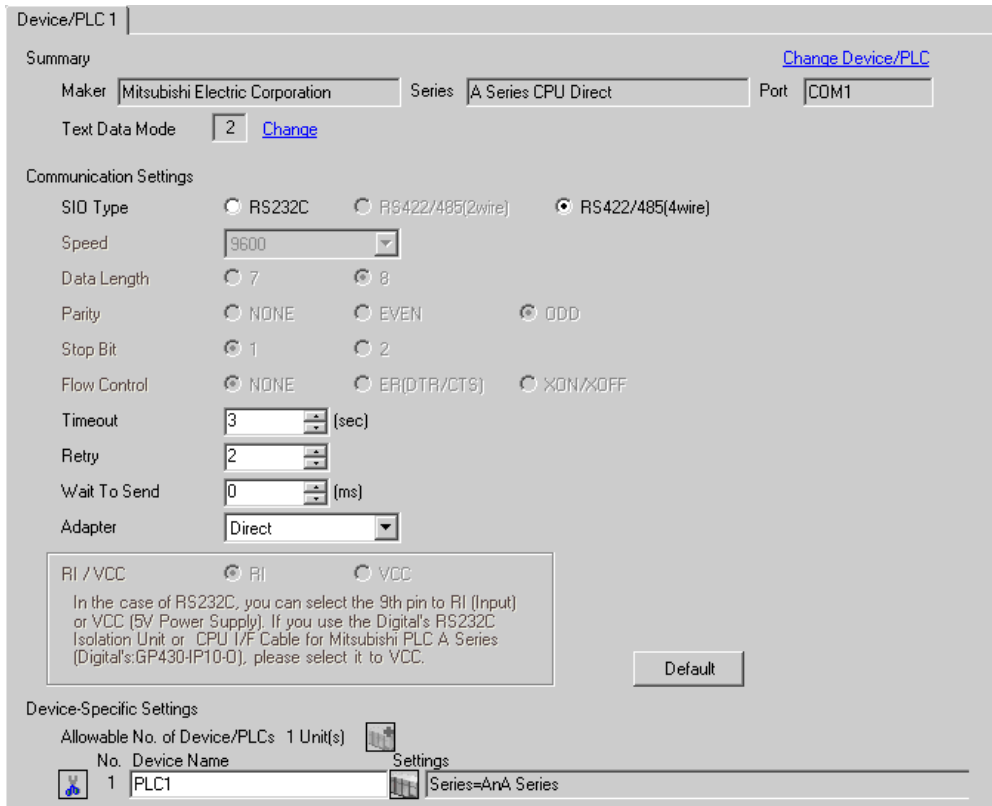 Device/PLC 1
Summary Change Device/PLC
Maker Mitsubishi Electric Corporation Series A Series CPU Direct Port COM1
Text Data Mode 2 Change
Communication Settings
SIO Type RS232C RS422/485(2wire) RS422/485(4wire)
Speed 9600
Data Length 7 8
Parity NONE EVEN ODD
Stop Bit 1 2
Flow Control NONE ER(DTR/CTS) XON/XOFF
Timeout 3 (sec)
Retry 2
Wait To Send 0 (ms)
Adapter Direct
RI / VCC RI VCC
In the case of RS232C, you can select the 9th pin to RI (Input)
or VCC (5V Power Supply). If you use the Digital's RS232C
Isolation Unit or CPU I/F Cable for Mitsubishi PLC A Series
(Digital's:GP430-IP10-O), please select it to VCC.
Default
Device-Specific Settings
Allowable No. of Device/PLCs 1 Unit(s)
No. Device Name Settings
1 PLC1 Series=AnA Series